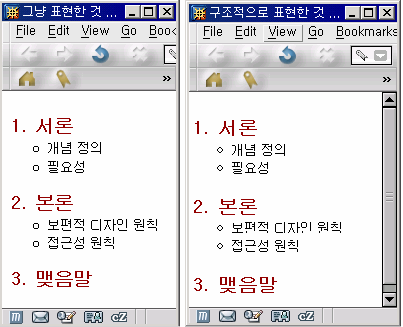 그냥 표현한 것 ...
File Edit View Go
»
1. 서론
개념 정의
필요성
2. 본론
보편적 디자인 원칙
접근성 원칙
3. 맺음말
구조적으로 표현한 것 ...
File Edit View Go Bookmarks
»
1. 서론
개념 정의
필요성
2. 본론
보편적 디자인 원칙
접근성 원칙
3. 맺음말